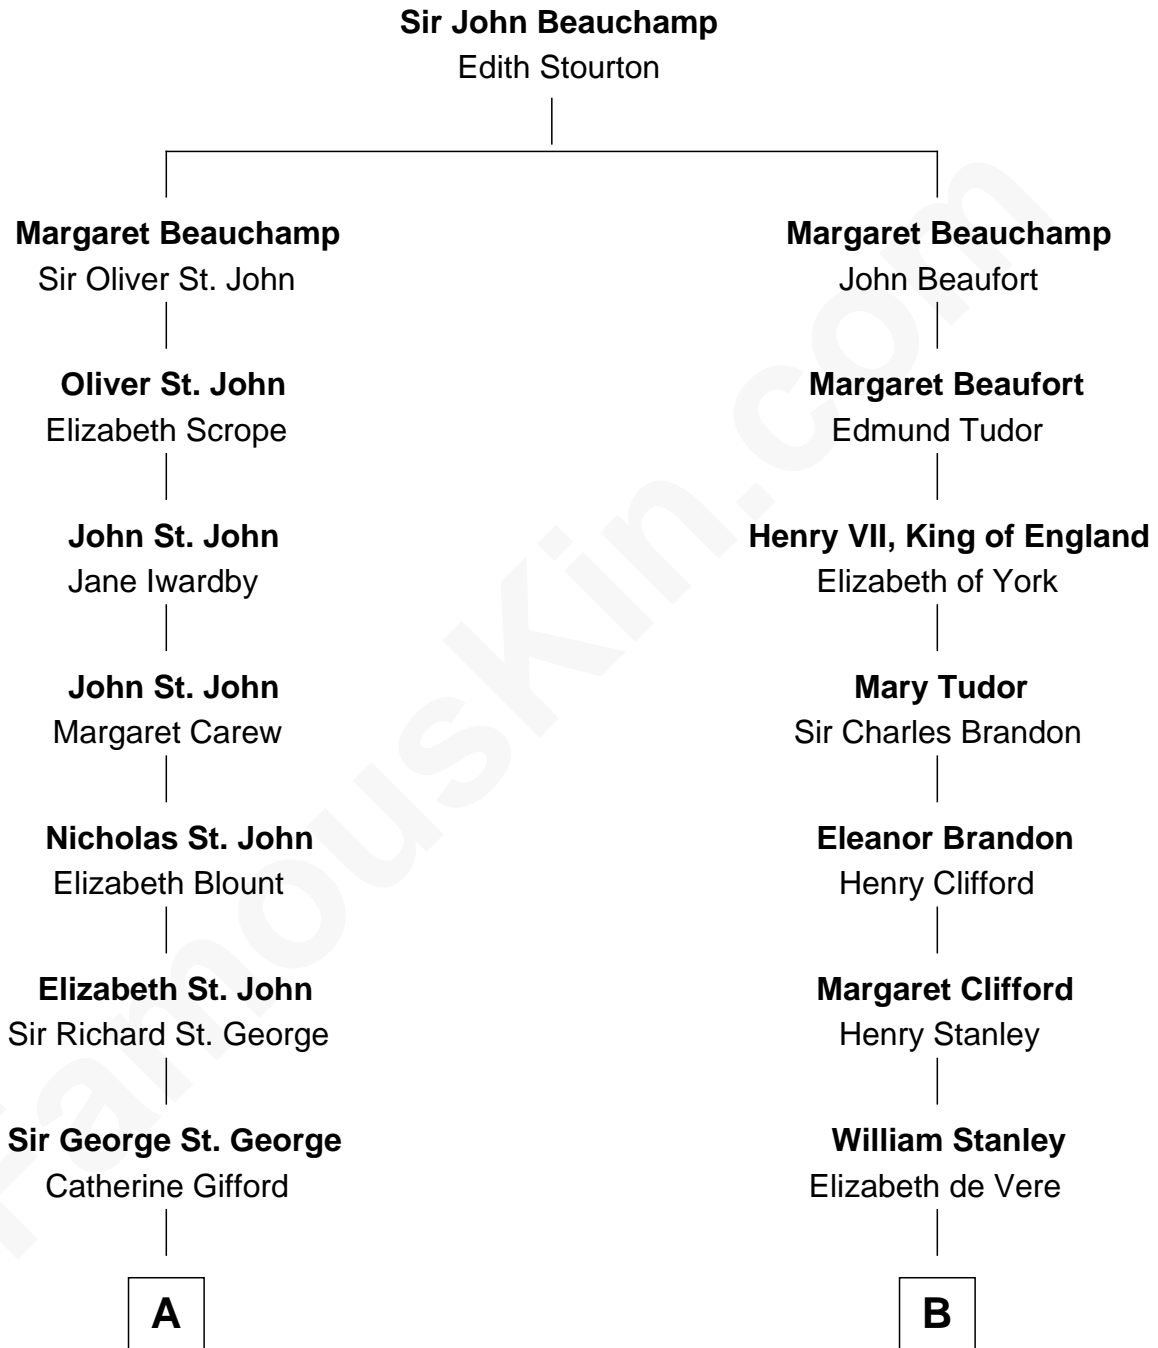 Sir John Beauchamp
Edith Stourton
Margaret Beauchamp
Sir Oliver St. John
Margaret Beauchamp
John Beaufort
Oliver St. John
Elizabeth Scrope
Margaret Beaufort
Edmund Tudor
John St. John
Jane Iwardby
Henry VII, King of England
Elizabeth of York
John St. John
Margaret Carew
Mary Tudor
Sir Charles Brandon
Nicholas St. John
Elizabeth Blount
Eleanor Brandon
Henry Clifford
Elizabeth St. John
Sir Richard St. George
Margaret Clifford
Henry Stanley
Sir George St. George
Catherine Gifford
William Stanley
Elizabeth de Vere
A
B
FamousKin.com